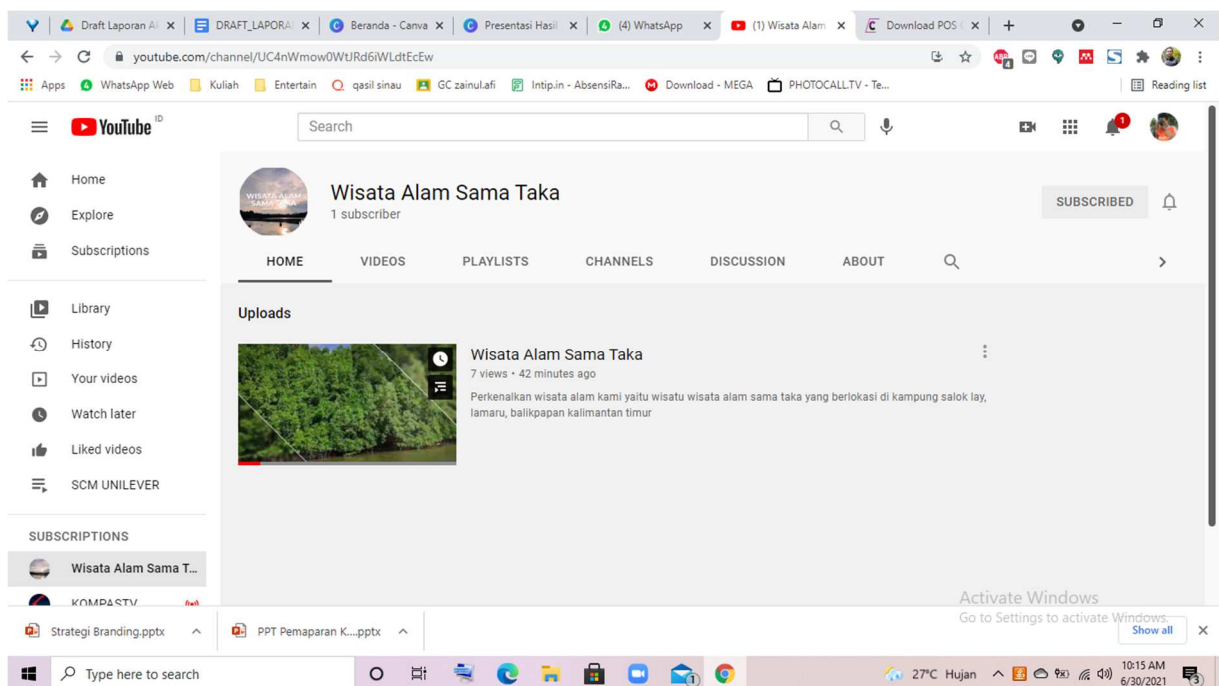 Draft Laporan Al
DRAFT_LAPORA
Beranda - Canva
Presentasi Hasil
(4) WhatsApp
(1) Wisata Alam
Download POS
youtube.com/channel/UC4nWmow0WtJRd6iWLdtEcEw
Apps
WhatsApp Web
Kuliah
Entertain
qasil sinau
GC zainul.afi
Intip.in - AbsensiRa...
Download - MEGA
PHOTOCALL.TV - Te...
Reading list
YouTube ID
Search
1
Home
Explore
Subscriptions
Library
History
Your videos
Watch later
Liked videos
SCM UNILEVER
SUBSCRIPTIONS
Wisata Alam Sama T...
KOMPASTV
WISATA ALAM
SAMA TAKA
Wisata Alam Sama Taka
1 subscriber
SUBSCRIBED
HOME VIDEOS PLAYLISTS CHANNELS DISCUSSION ABOUT
Uploads
Wisata Alam Sama Taka
7 views • 42 minutes ago
Perkenalkan wisata alam kami yaitu wisatu wisata alam sama taka yang berlokasi di kampung salok lay,
lamaru, balikpapan kalimantan timur
Activate Windows
Go to Settings to activate Windows.
Strategi Branding.pptx
PPT Pemaparan K....pptx
Show all
Type here to search
27°C Hujan
10:15 AM
6/30/2021